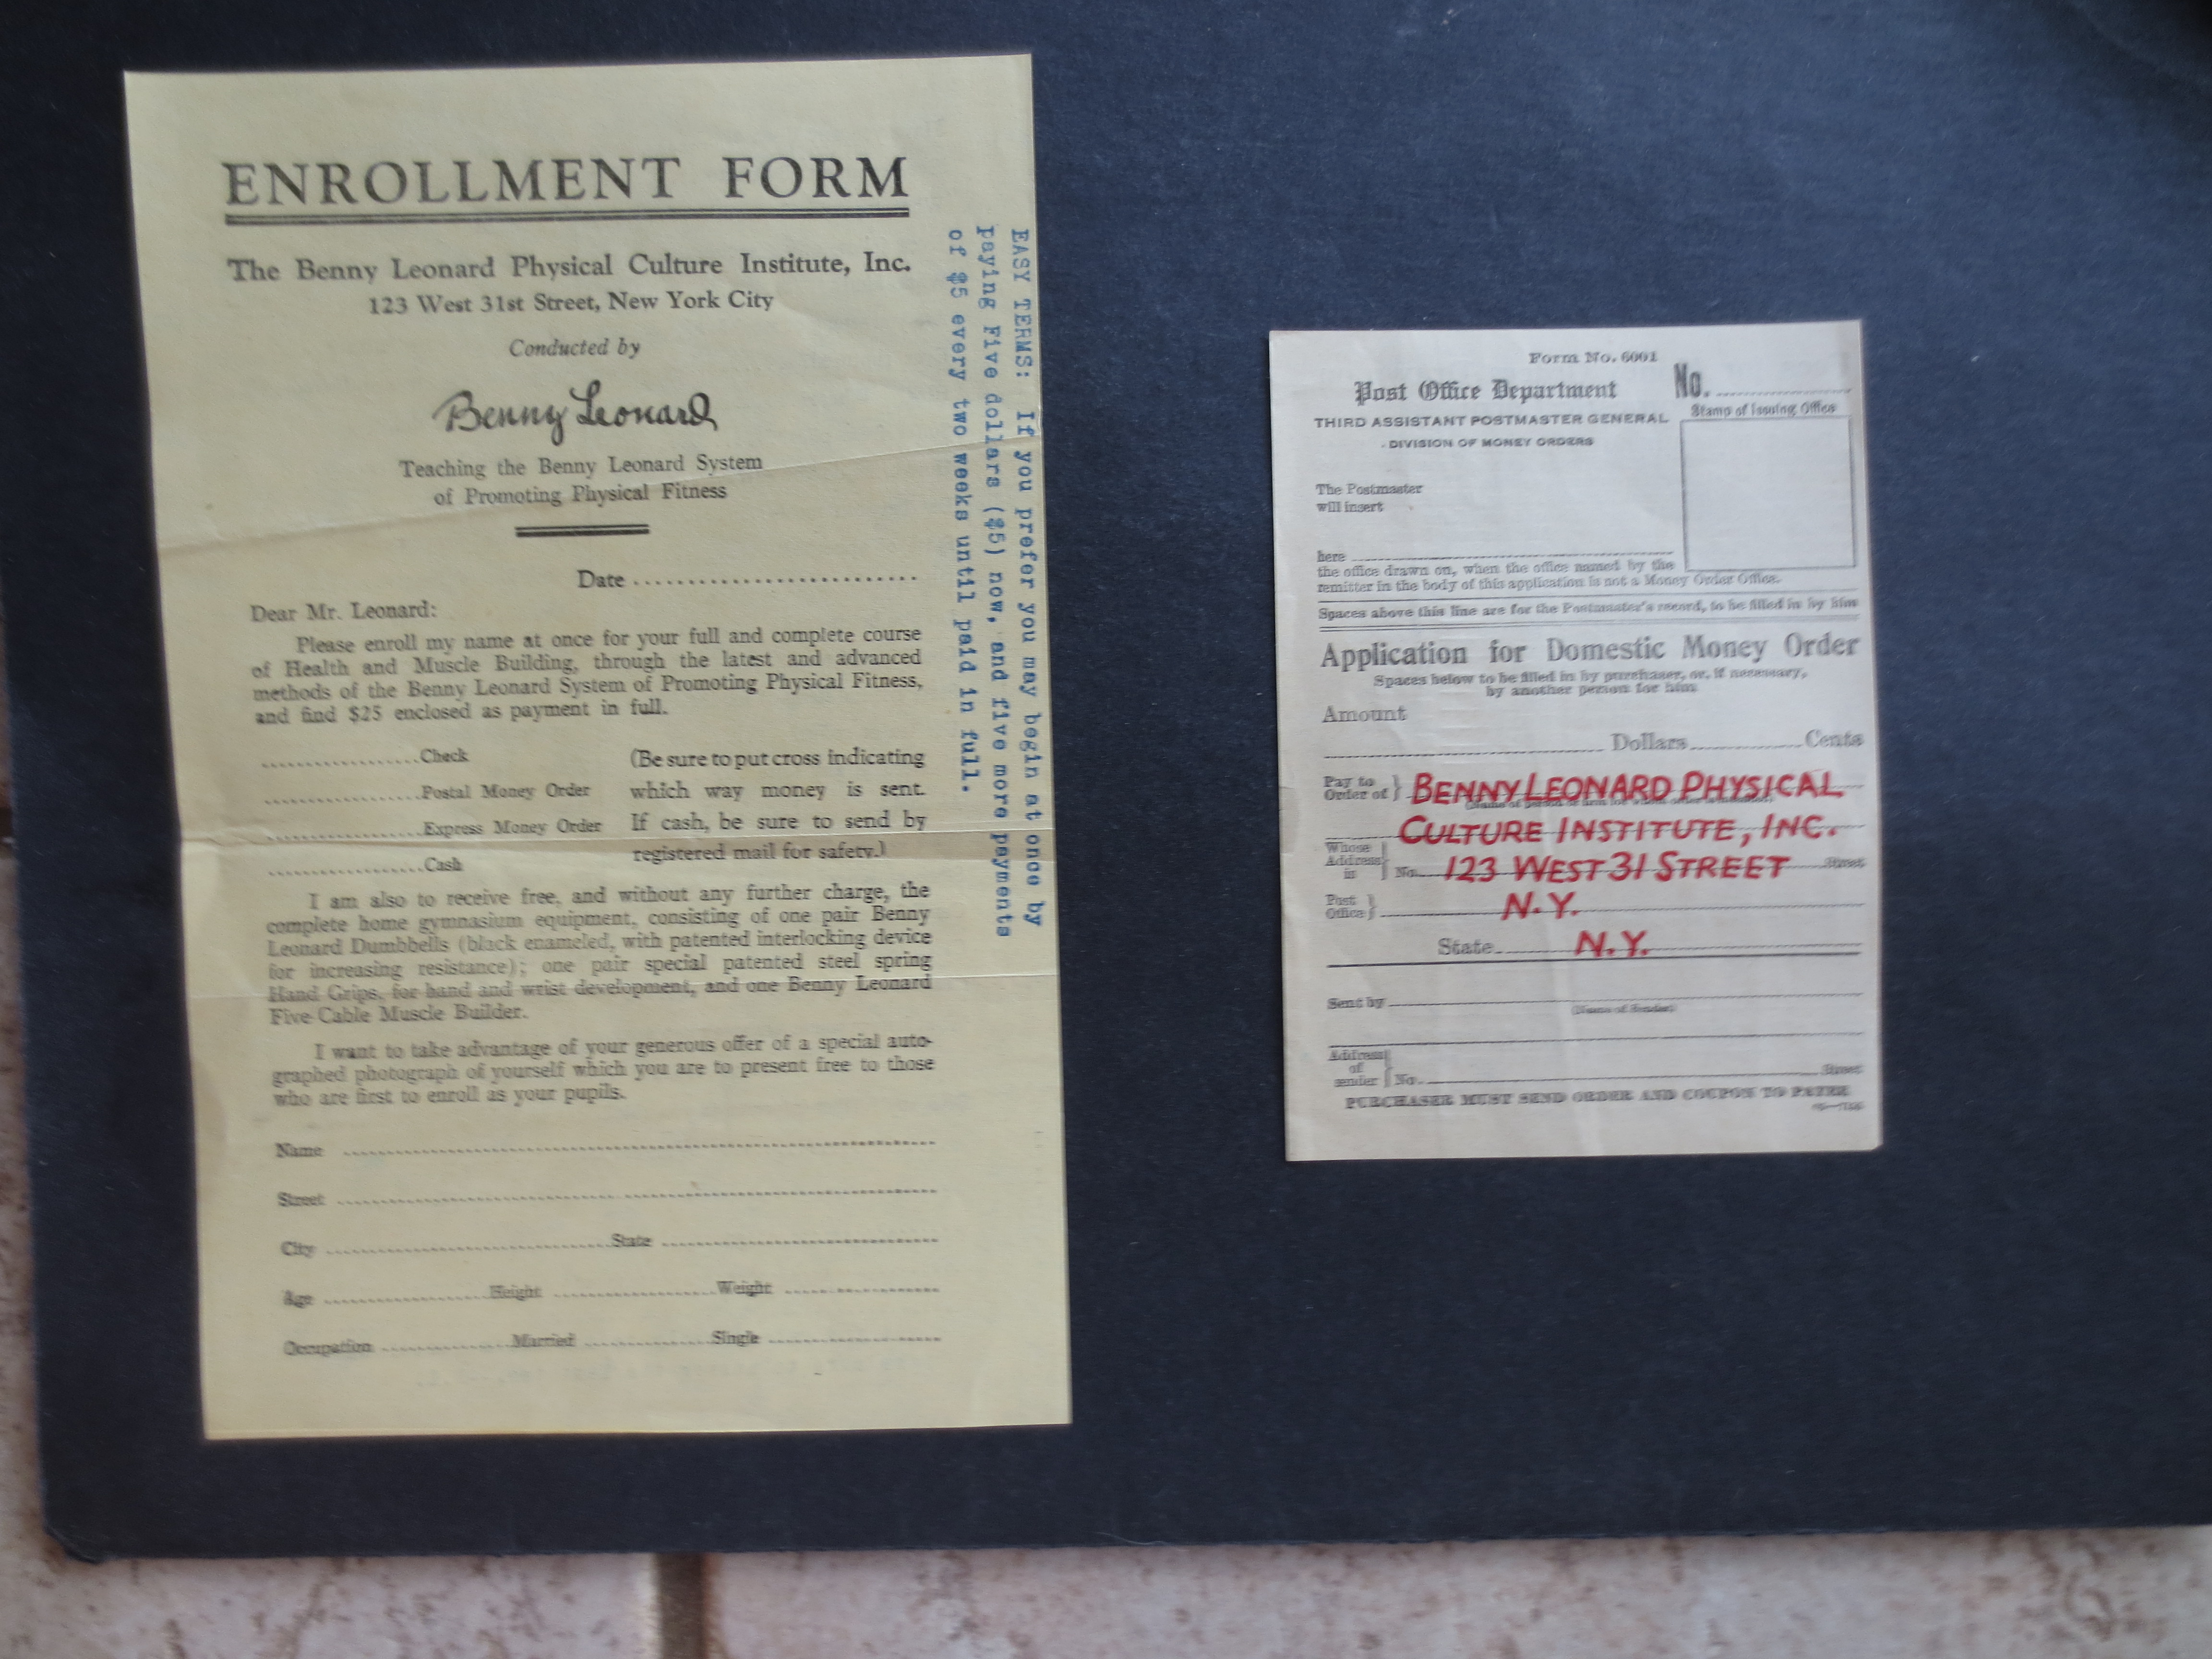 ENROLLMENT FORM
The Benny Leonard Physical Culture Institute, Inc.
123 West 31st Street, New York City
Conducted by
Benny Leonard
Teaching the Benny Leonard System
of Promoting Physical Fitness
Date
Dear Mr. Leonard:
Please enroll my name at once for your full and complete course
of Health and Muscle Building, through the latest and advanced
methods of the Benny Leonard System of Promoting Physical Fitness,
and find $25 enclosed as payment in full.
Check
Postal Money Order
Express Money Order
Cash
(Be sure to put cross indicating
which way money is sent.
If cash, be sure to send by
registered mail for safety.)
I am also to receive free, and without any further charge, the
complete home gymnasium equipment, consisting of one pair Benny
Leonard Dumbbells (black enameled, with patented interlocking device
for increasing resistance); one pair special patented steel spring
Hand Grips, for hand and wrist development, and one Benny Leonard
Five-Cable Muscle Builder.
I want to take advantage of your generous offer of a special auto-
graphed photograph of yourself which you are to present free to those
who are first to enroll as your pupils.
Name
Street
City State
Age Height Weight
Occupation Married Single
EASY TERMS: If you prefer you may begin at once by
paying Five dollars ($5) now, and five more payments
of $5 every two weeks until paid in full.
Form No. 6001
Post Office Department
No.
THIRD ASSISTANT POSTMASTER GENERAL
DIVISION OF MONEY ORDERS
Stamp of Issuing Office
The Postmaster
will insert
here
the office drawn on, when the office named by the
remitter in the body of this application is not a Money Order Office.
Spaces above this line are for the Postmaster's record, to be filled in by him
Application for Domestic Money Order
Spaces below to be filled in by purchaser, or, if necessary,
by another person for him
Amount
Dollars Cents
Pay to
Order of } BENNY LEONARD PHYSICAL
CULTURE INSTITUTE, INC.
Whose
Address
is } No. 123 WEST 31 STREET Street
Post
Office } N.Y.
State N.Y.
Sent by
(Name of Sender)
Address
of
sender } No. Street
PURCHASER MUST SEND ORDER AND COUPON TO PAYEE